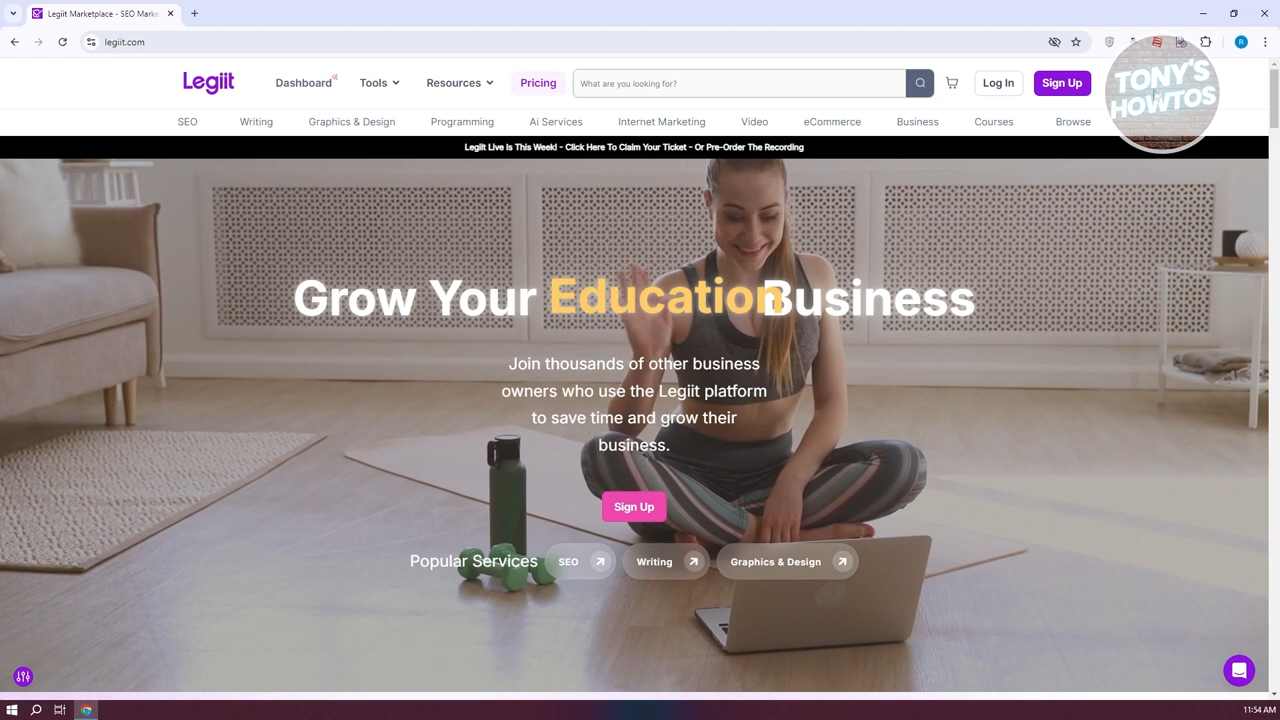 Legiit Marketplace - SEO Marke
legiit.com
R
Legiit
Dashboard
Tools
Resources
Pricing
What are you looking for?
Log In
Sign Up
TONY'S
HOWTOS
SEO
Writing
Graphics & Design
Programming
Ai Services
Internet Marketing
Video
eCommerce
Business
Courses
Browse
Legiit Live Is This Week! - Click Here To Claim Your Ticket - Or Pre-Order The Recording
Grow Your Education Business
Join thousands of other business
owners who use the Legiit platform
to save time and grow their
business.
Sign Up
Popular Services
SEO
Writing
Graphics & Design
11:54 AM